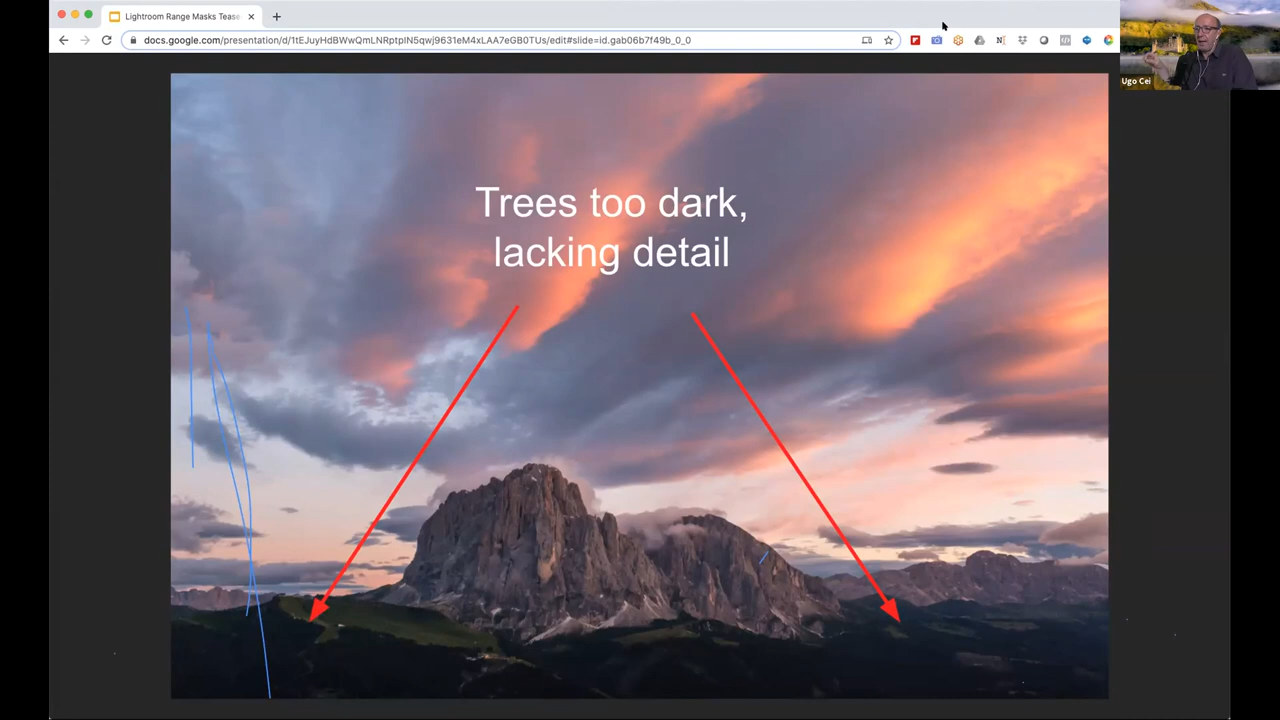 Lightroom Range Masks Tease
docs.google.com/presentation/d/1tEJuyHdBWwQmLNRptpIN5qwj9631eM4xLAA7eGB0TUs/edit#slide=id.gab06b7f49b_0_0
Ugo Cei
Trees too dark,
lacking detail